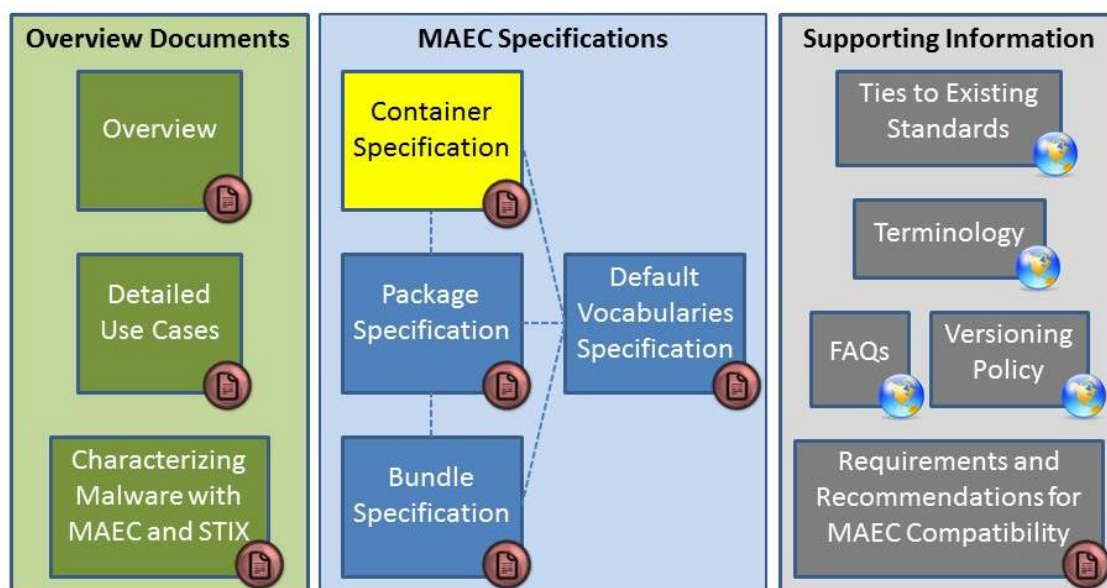 Overview Documents
Overview
Detailed
Use Cases
Characterizing
Malware with
MAEC and STIX
MAEC Specifications
Container
Specification
Package
Specification
Default
Vocabularies
Specification
Bundle
Specification
Supporting Information
Ties to Existing
Standards
Terminology
FAQs
Versioning
Policy
Requirements and
Recommendations for
MAEC Compatibility